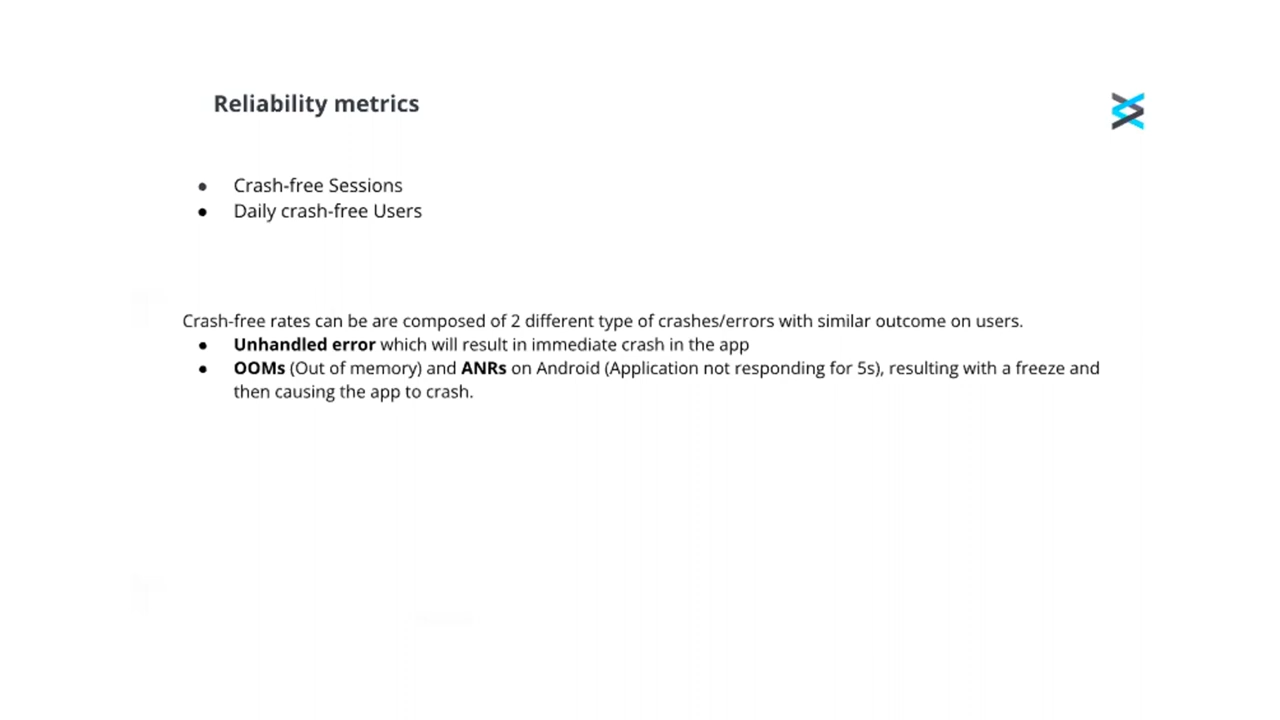 Reliability metrics
● Crash-free Sessions
● Daily crash-free Users
Crash-free rates can be are composed of 2 different type of crashes/errors with similar outcome on users.
● Unhandled error which will result in immediate crash in the app
● OOMs (Out of memory) and ANRs on Android (Application not responding for 5s), resulting with a freeze and
then causing the app to crash.